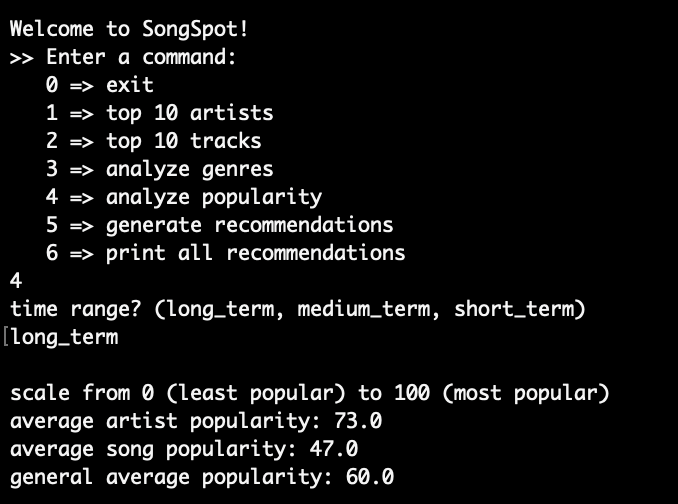 Welcome to SongSpot!
>> Enter a command:
   0 => exit
   1 => top 10 artists
   2 => top 10 tracks
   3 => analyze genres
   4 => analyze popularity
   5 => generate recommendations
   6 => print all recommendations
4
time range? (long_term, medium_term, short_term)
[long_term

scale from 0 (least popular) to 100 (most popular)
average artist popularity: 73.0
average song popularity: 47.0
general average popularity: 60.0